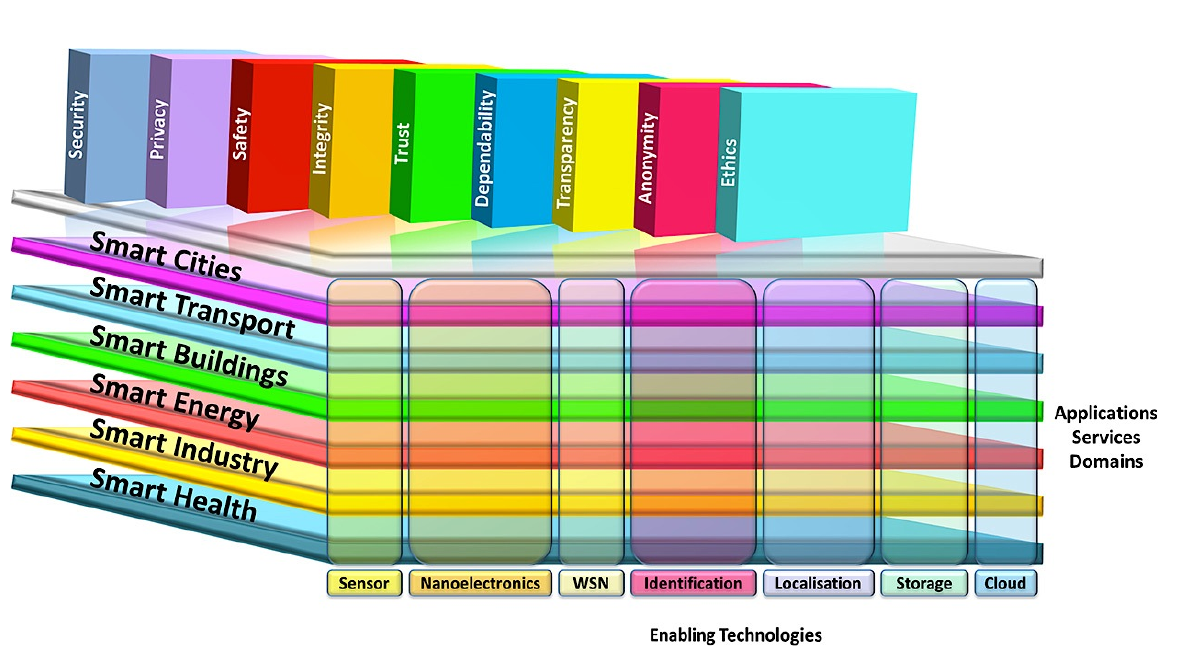 Security
Privacy
Safety
Integrity
Trust
Dependability
Transparency
Anonymity
Ethics
Smart Cities
Smart Transport
Smart Buildings
Smart Energy
Smart Industry
Smart Health
Applications
Services
Domains
Sensor
Nanoelectronics
WSN
Identification
Localisation
Storage
Cloud
Enabling Technologies